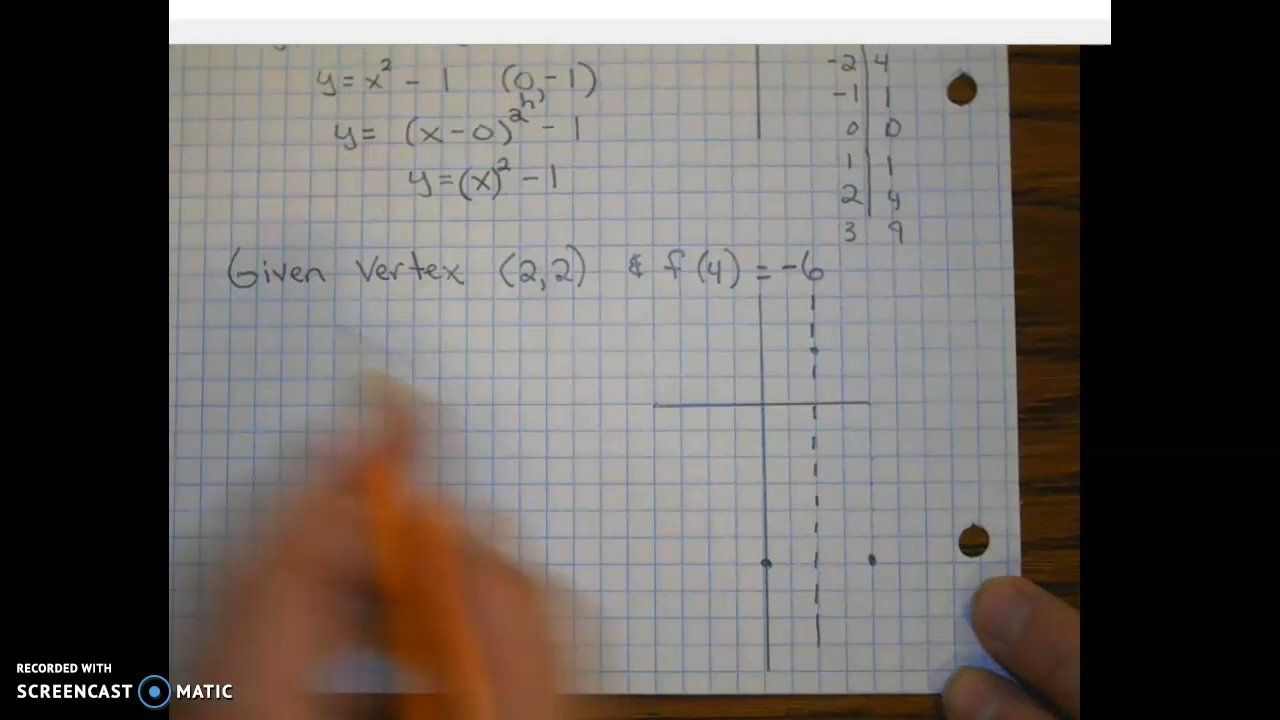 y = x² - 1 (0, -1)
h)
y = (x - 0)² - 1
y = (x)² - 1
-2 4
-1 1
0 0
1 1
2 4
3 9
Given Vertex (2,2) & f(4) = -6
RECORDED WITH
SCREENCAST MATIC